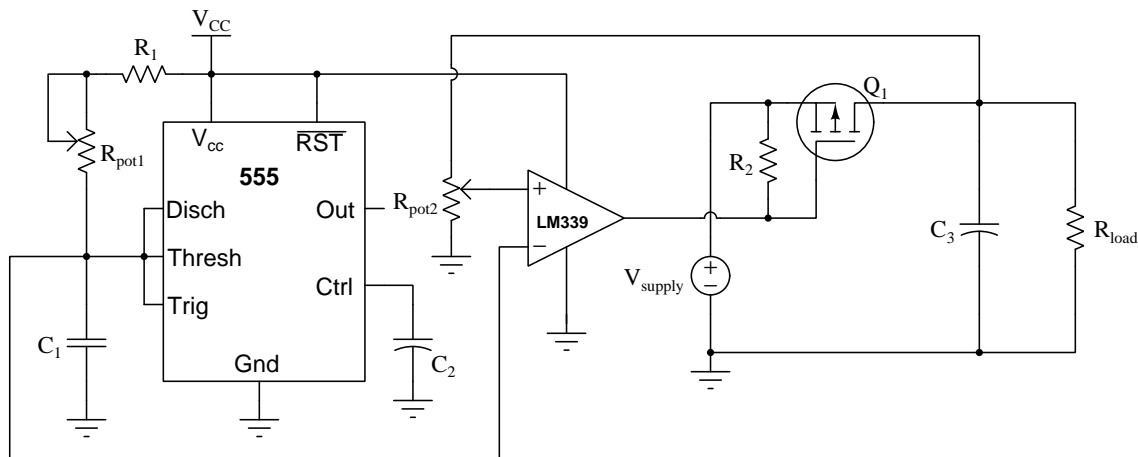 V_CC
R_1
R_pot1
V_cc
R̅S̅T̅
555
Disch
Out
Thresh
Ctrl
Trig
Gnd
C_1
C_2
R_pot2
+
LM339
−
R_2
Q_1
V_supply
+
−
C_3
R_load